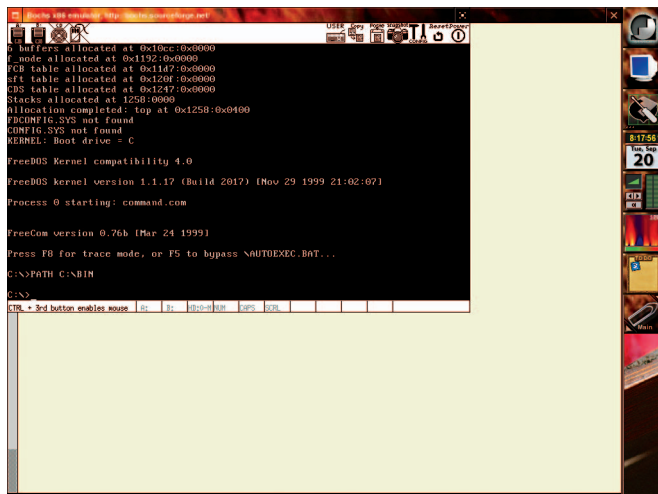 Bochs x86 emulator, http://bochs.sourceforge.net/
USER Copy Paste Snapshot Reset Power
CONFIG
6 buffers allocated at 0x10cc:0x0000
f_node allocated at 0x1192:0x0000
FCB table allocated at 0x11d7:0x0000
sft table allocated at 0x120f:0x0000
CDS table allocated at 0x1247:0x0000
Stacks allocated at 1258:0000
Allocation completed: top at 0x1258:0x0400
FDCONFIG.SYS not found
CONFIG.SYS not found
KERNEL: Boot drive = C
FreeDOS Kernel compatibility 4.0
FreeDOS kernel version 1.1.17 (Build 2017) [Nov 29 1999 21:02:07]
Process 0 starting: command.com
FreeCom version 0.76b [Mar 24 1999]
Press F8 for trace mode, or F5 to bypass \AUTOEXEC.BAT...
C:\>PATH C:\BIN
C:\>
CTRL + 3rd button enables mouse A: B: HD:0-M NUM CAPS SCRL
8:17:56
Tue, Sep
20
Main